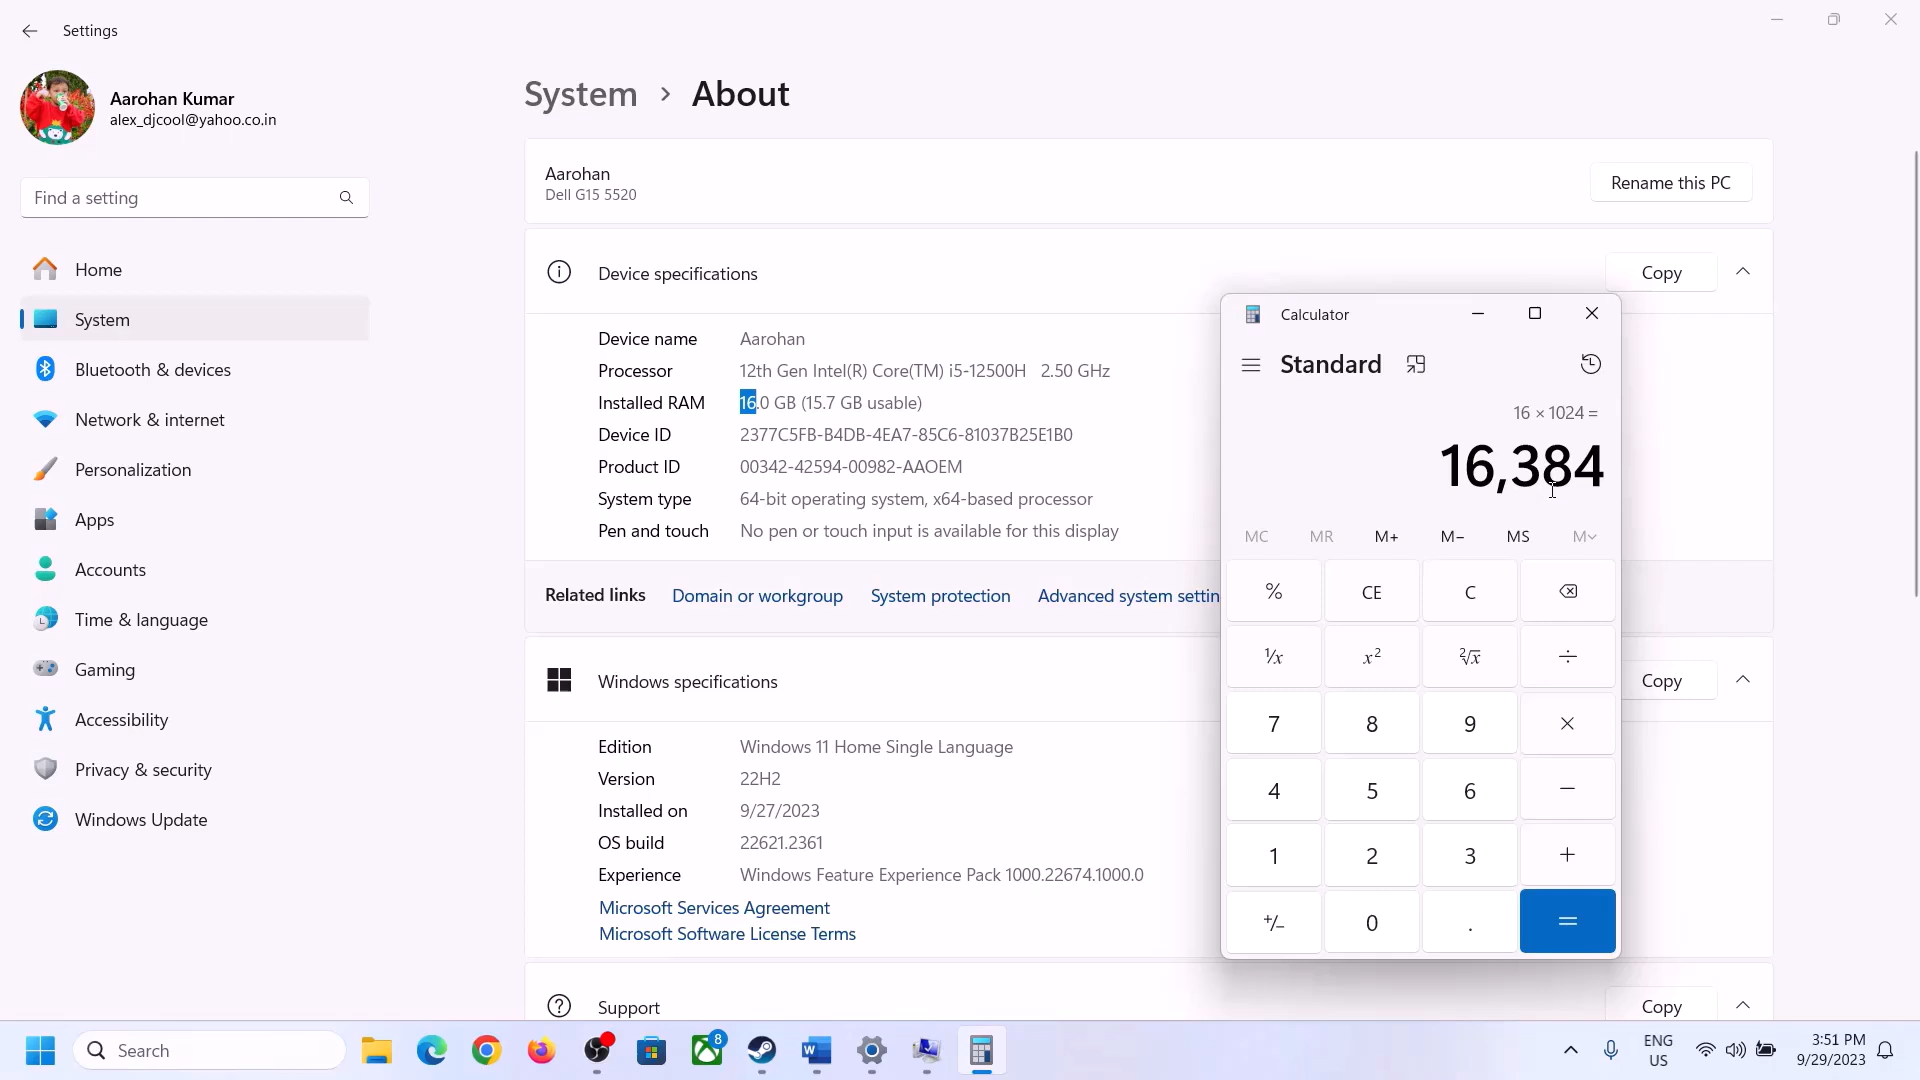 Settings
Aarohan Kumar
alex_djcool@yahoo.co.in
Find a setting
Home
System
Bluetooth & devices
Network & internet
Personalization
Apps
Accounts
Time & language
Gaming
Accessibility
Privacy & security
Windows Update
System > About
Aarohan
Dell G15 5520
Rename this PC
Device specifications
Copy
Device name Aarohan
Processor 12th Gen Intel(R) Core(TM) i5-12500H 2.50 GHz
Installed RAM 16.0 GB (15.7 GB usable)
Device ID 2377C5FB-B4DB-4EA7-85C6-81037B25E1B0
Product ID 00342-42594-00982-AAOEM
System type 64-bit operating system, x64-based processor
Pen and touch No pen or touch input is available for this display
Related links Domain or workgroup System protection Advanced system settin
Windows specifications
Copy
Edition Windows 11 Home Single Language
Version 22H2
Installed on 9/27/2023
OS build 22621.2361
Experience Windows Feature Experience Pack 1000.22674.1000.0
Microsoft Services Agreement
Microsoft Software License Terms
Support
Copy
Calculator
Standard
16 × 1024 =
16,384
MC MR M+ M− MS M
% CE C
¹/x x² ²√x ÷
7 8 9 ×
4 5 6 −
1 2 3 +
+/− 0 . =
Search
8
ENG
US
3:51 PM
9/29/2023